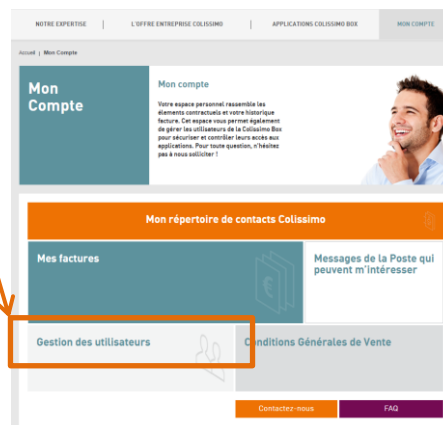 NOTRE EXPERTISE | L'OFFRE ENTREPRISE COLISSIMO | APPLICATIONS COLISSIMO BOX MON COMPTE
Accueil | Mon Compte
Mon
Compte
Mon compte
Votre espace personnel rassemble les
élements contractuels et votre historique
facture. Cet espace vous permet également
de gérer les utilisateurs de la Colissimo Box
pour sécuriser et contrôler leurs accès aux
applications. Pour toute question, n'hésitez
pas à nous solliciter !
Mon répertoire de contacts Colissimo
Mes factures
Messages de la Poste qui
peuvent m'intéresser
Gestion des utilisateurs
Conditions Générales de Vente
Contactez-nous
FAQ